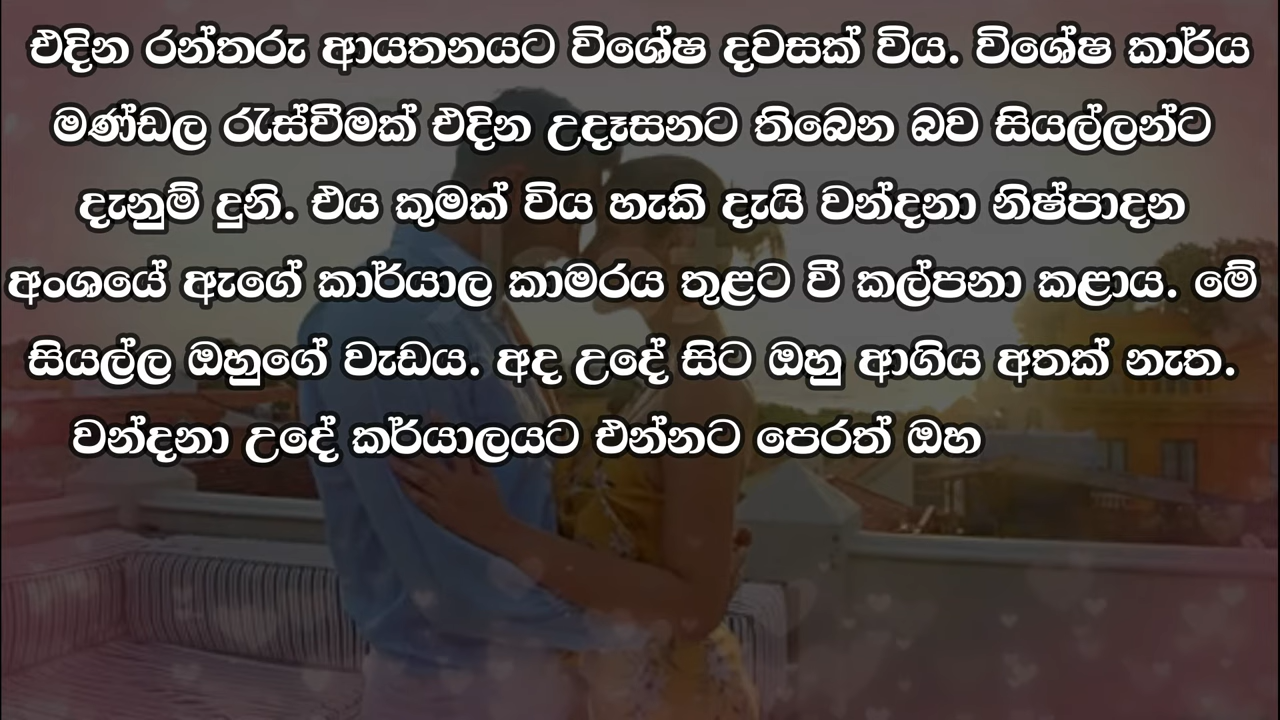 එදින රන්තරු ආයතනයට විශේෂ දවසක් විය. විශේෂ කාර්ය
මණ්ඩල රැස්වීමක් එදින උදෑසනට තිබෙන බව සියල්ලන්ට
දැනුම් දුනි. එය කුමක් විය හැකි දැයි වන්දනා නිෂ්පාදන
අංශයේ ඇගේ කාර්යාල කාමරය තුළට වී කල්පනා කළාය. මේ
සියල්ල ඔහුගේ වැඩය. අද උදේ සිට ඔහු ආගිය අතක් නැත.
වන්දනා උදේ කර්යාලයට එන්නට පෙරත් ඔහ